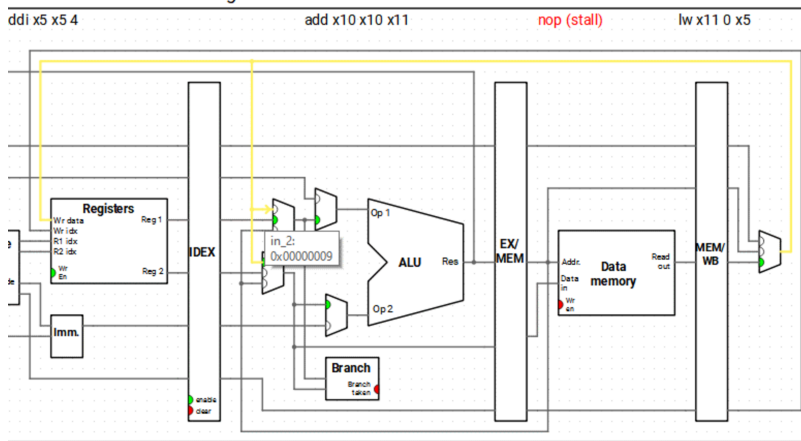 ddi x5 x5 4
add x10 x10 x11
nop (stall)
lw x11 0 x5
Registers
Wr data
Wr idx
R1 idx
R2 idx
Wr
En
Reg 1
Reg 2
IDEX
enable
clear
in_2:
0x00000009
Op 1
ALU
Res
Op 2
Branch
Branch
taken
EX/
MEM
Addr.
Data
in
Wr
en
Data
memory
Read
out
MEM/
WB
Imm.
e
de